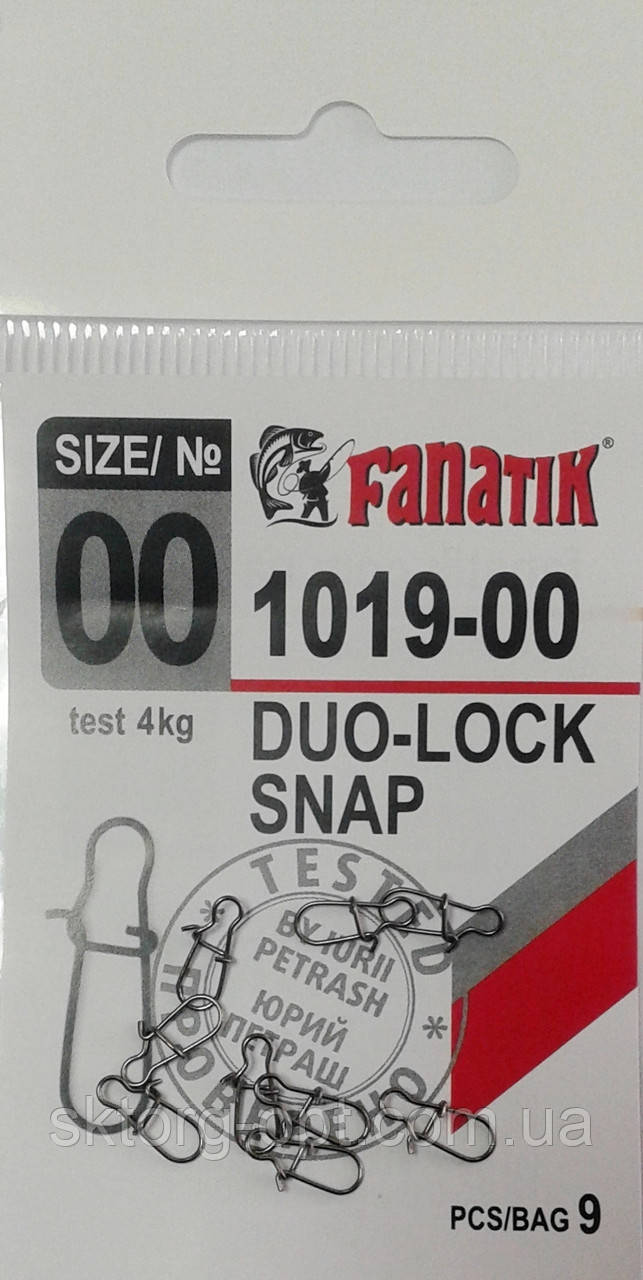 SIZE/ №
00
test 4kg
FANATIK®
1019-00
DUO-LOCK
SNAP
TESTED
BY IURII
PETRASH
ЮРИЙ
ПЕТРАШ
sktorg-opt.com.ua
PCS/BAG 9